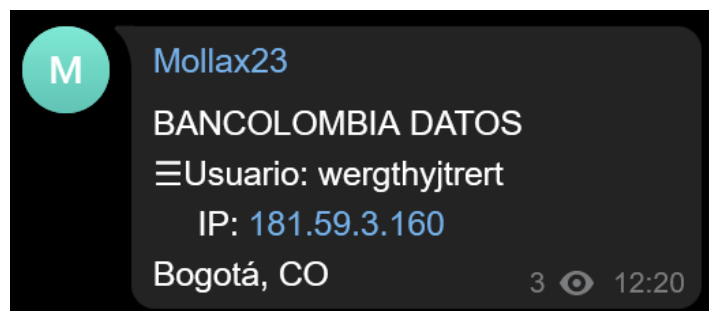 M
Mollax23
BANCOLOMBIA DATOS
☰Usuario: wergthyjtrert
IP: 181.59.3.160
Bogotá, CO
3 12:20